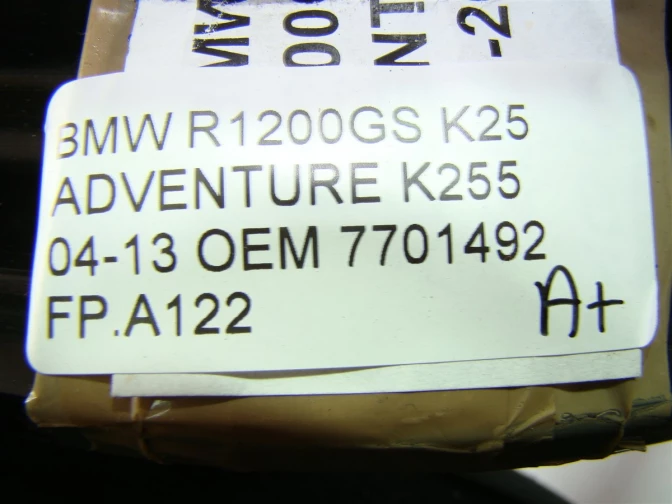 BMW R1200GS K25
ADVENTURE K255
04-13 OEM 7701492
FP.A122
A+